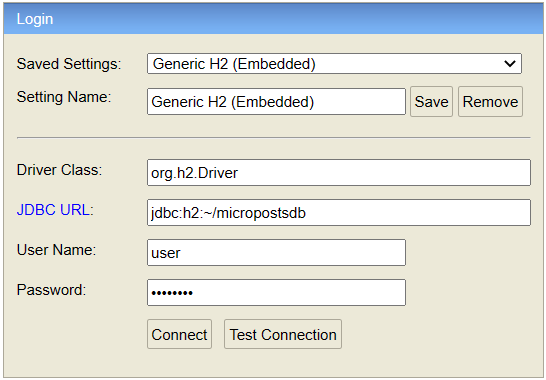 Login
Saved Settings: Generic H2 (Embedded)
Setting Name: Generic H2 (Embedded) Save Remove
Driver Class: org.h2.Driver
JDBC URL: jdbc:h2:~/micropostsdb
User Name: user
Password: ••••••••
Connect Test Connection